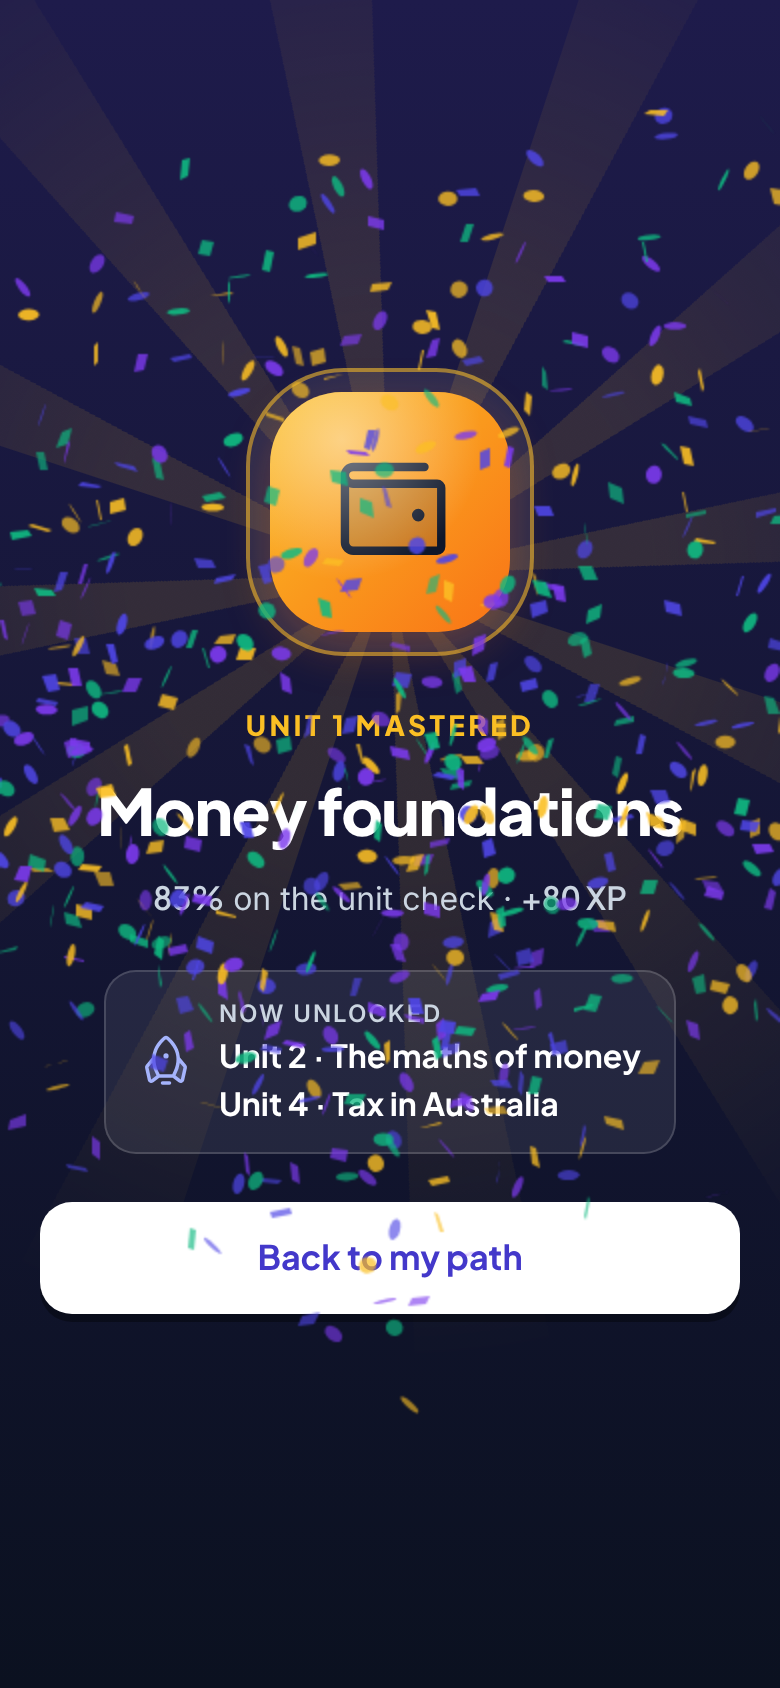 UNIT 1 MASTERED
Money foundations
83% on the unit check · +80 XP
NOW UNLOCKED
Unit 2 · The maths of money
Unit 4 · Tax in Australia
Back to my path